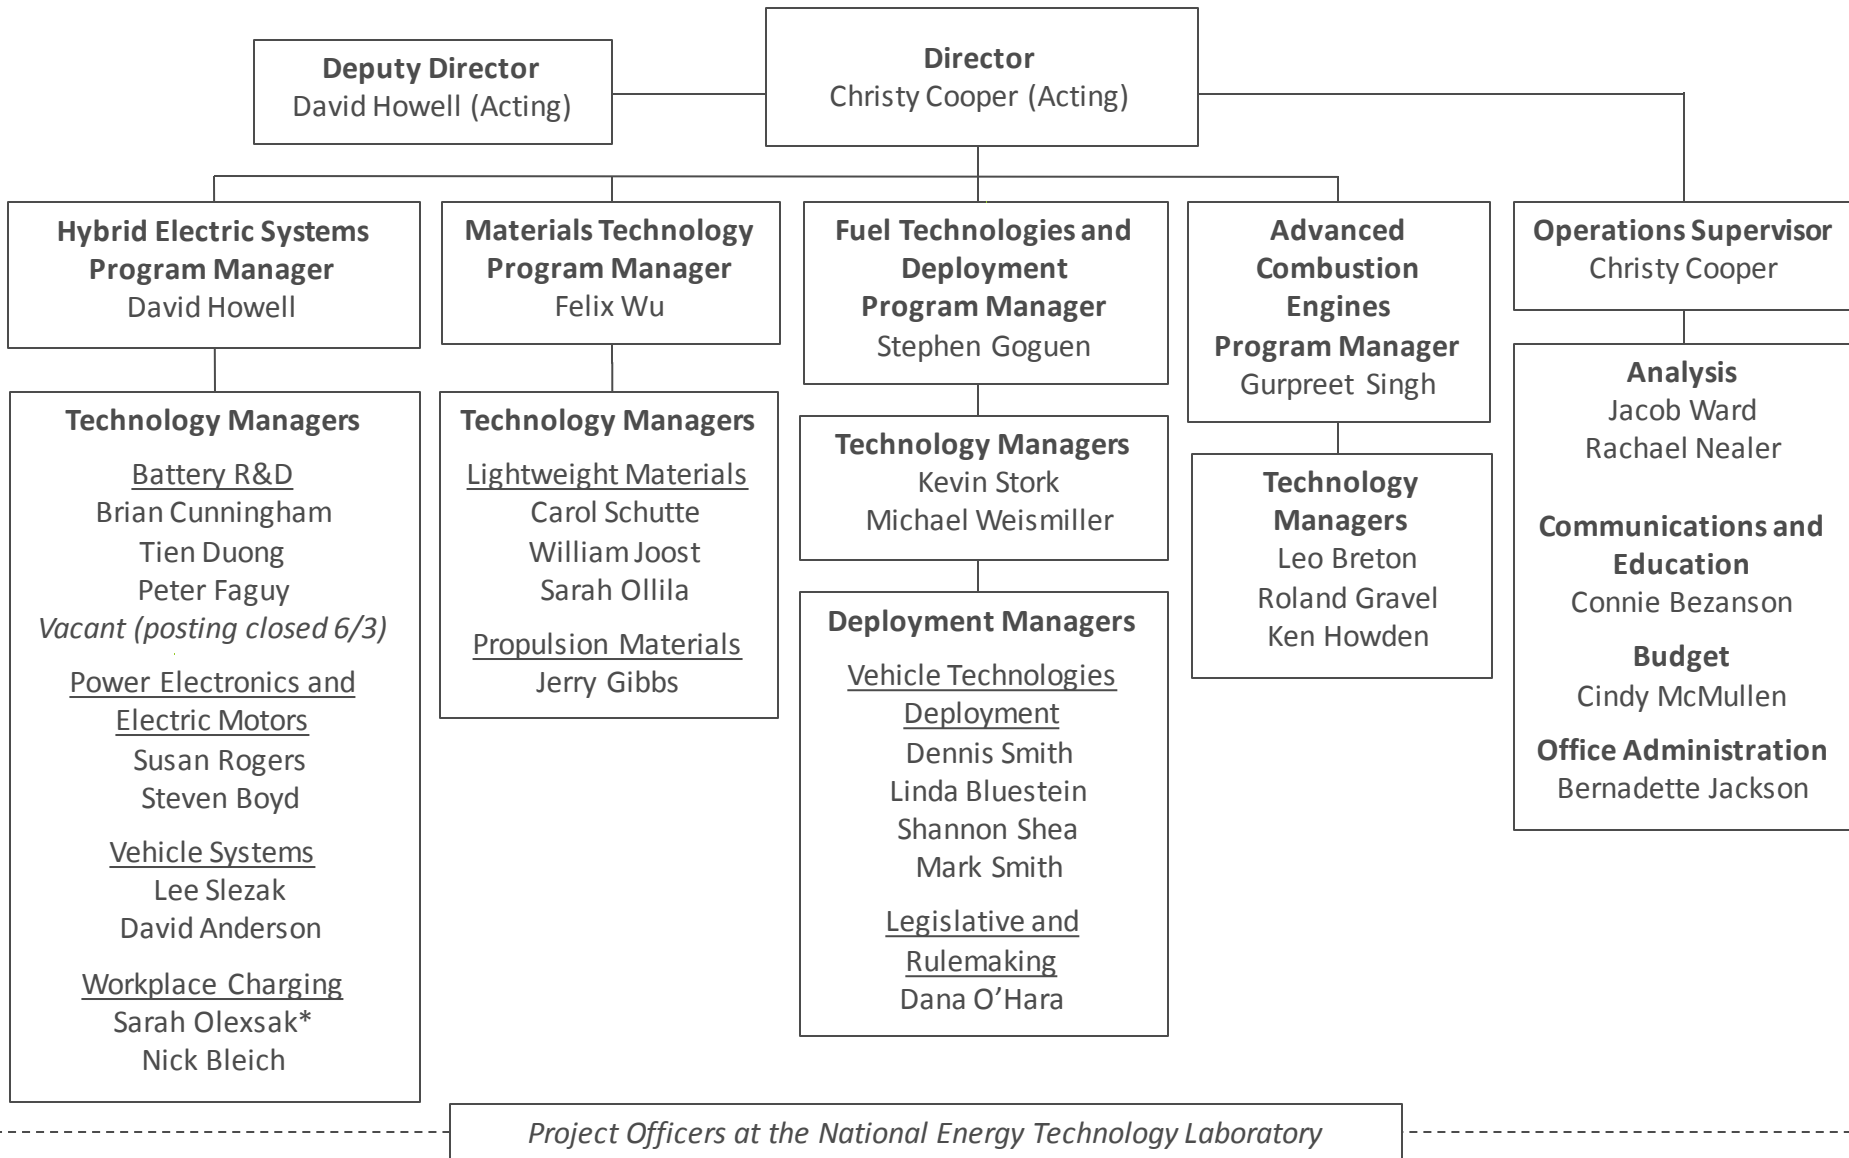 Deputy Director
David Howell (Acting)
Director
Christy Cooper (Acting)
Hybrid Electric Systems
Program Manager
David Howell
Materials Technology
Program Manager
Felix Wu
Fuel Technologies and
Deployment
Program Manager
Stephen Goguen
Advanced
Combustion
Engines
Program Manager
Gurpreet Singh
Operations Supervisor
Christy Cooper
Technology Managers
Battery R&D
Brian Cunningham
Tien Duong
Peter Faguy
Vacant (posting closed 6/3)
Power Electronics and
Electric Motors
Susan Rogers
Steven Boyd
Vehicle Systems
Lee Slezak
David Anderson
Workplace Charging
Sarah Olexsak*
Nick Bleich
Technology Managers
Lightweight Materials
Carol Schutte
William Joost
Sarah Ollila
Propulsion Materials
Jerry Gibbs
Technology Managers
Kevin Stork
Michael Weismiller
Deployment Managers
Vehicle Technologies
Deployment
Dennis Smith
Linda Bluestein
Shannon Shea
Mark Smith
Legislative and
Rulemaking
Dana O’Hara
Technology
Managers
Leo Breton
Roland Gravel
Ken Howden
Analysis
Jacob Ward
Rachael Nealer
Communications and
Education
Connie Bezanson
Budget
Cindy McMullen
Office Administration
Bernadette Jackson
Project Officers at the National Energy Technology Laboratory